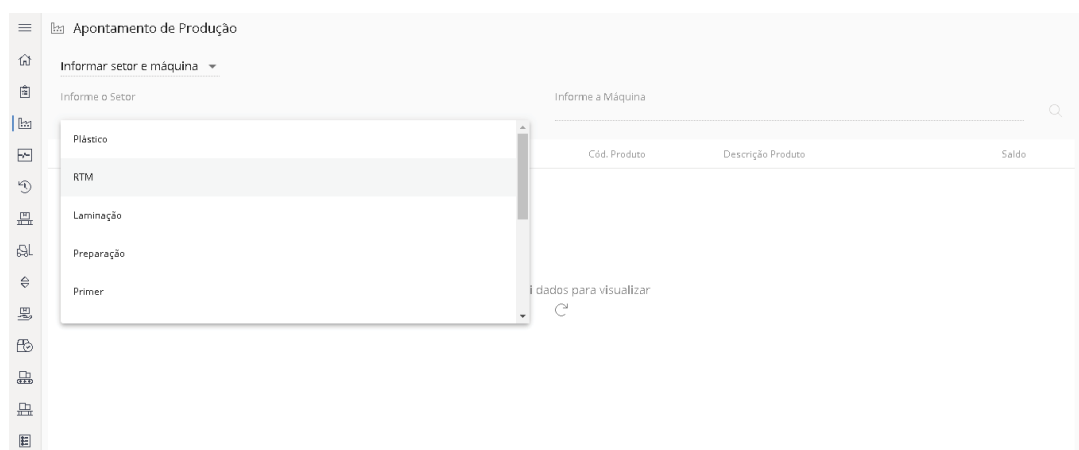 Apontamento de Produção
Informar setor e máquina
Informe o Setor
Informe a Máquina
Plástico
Cód. Produto
Descrição Produto
Saldo
RTM
Laminação
Preparação
Primer
dados para visualizar